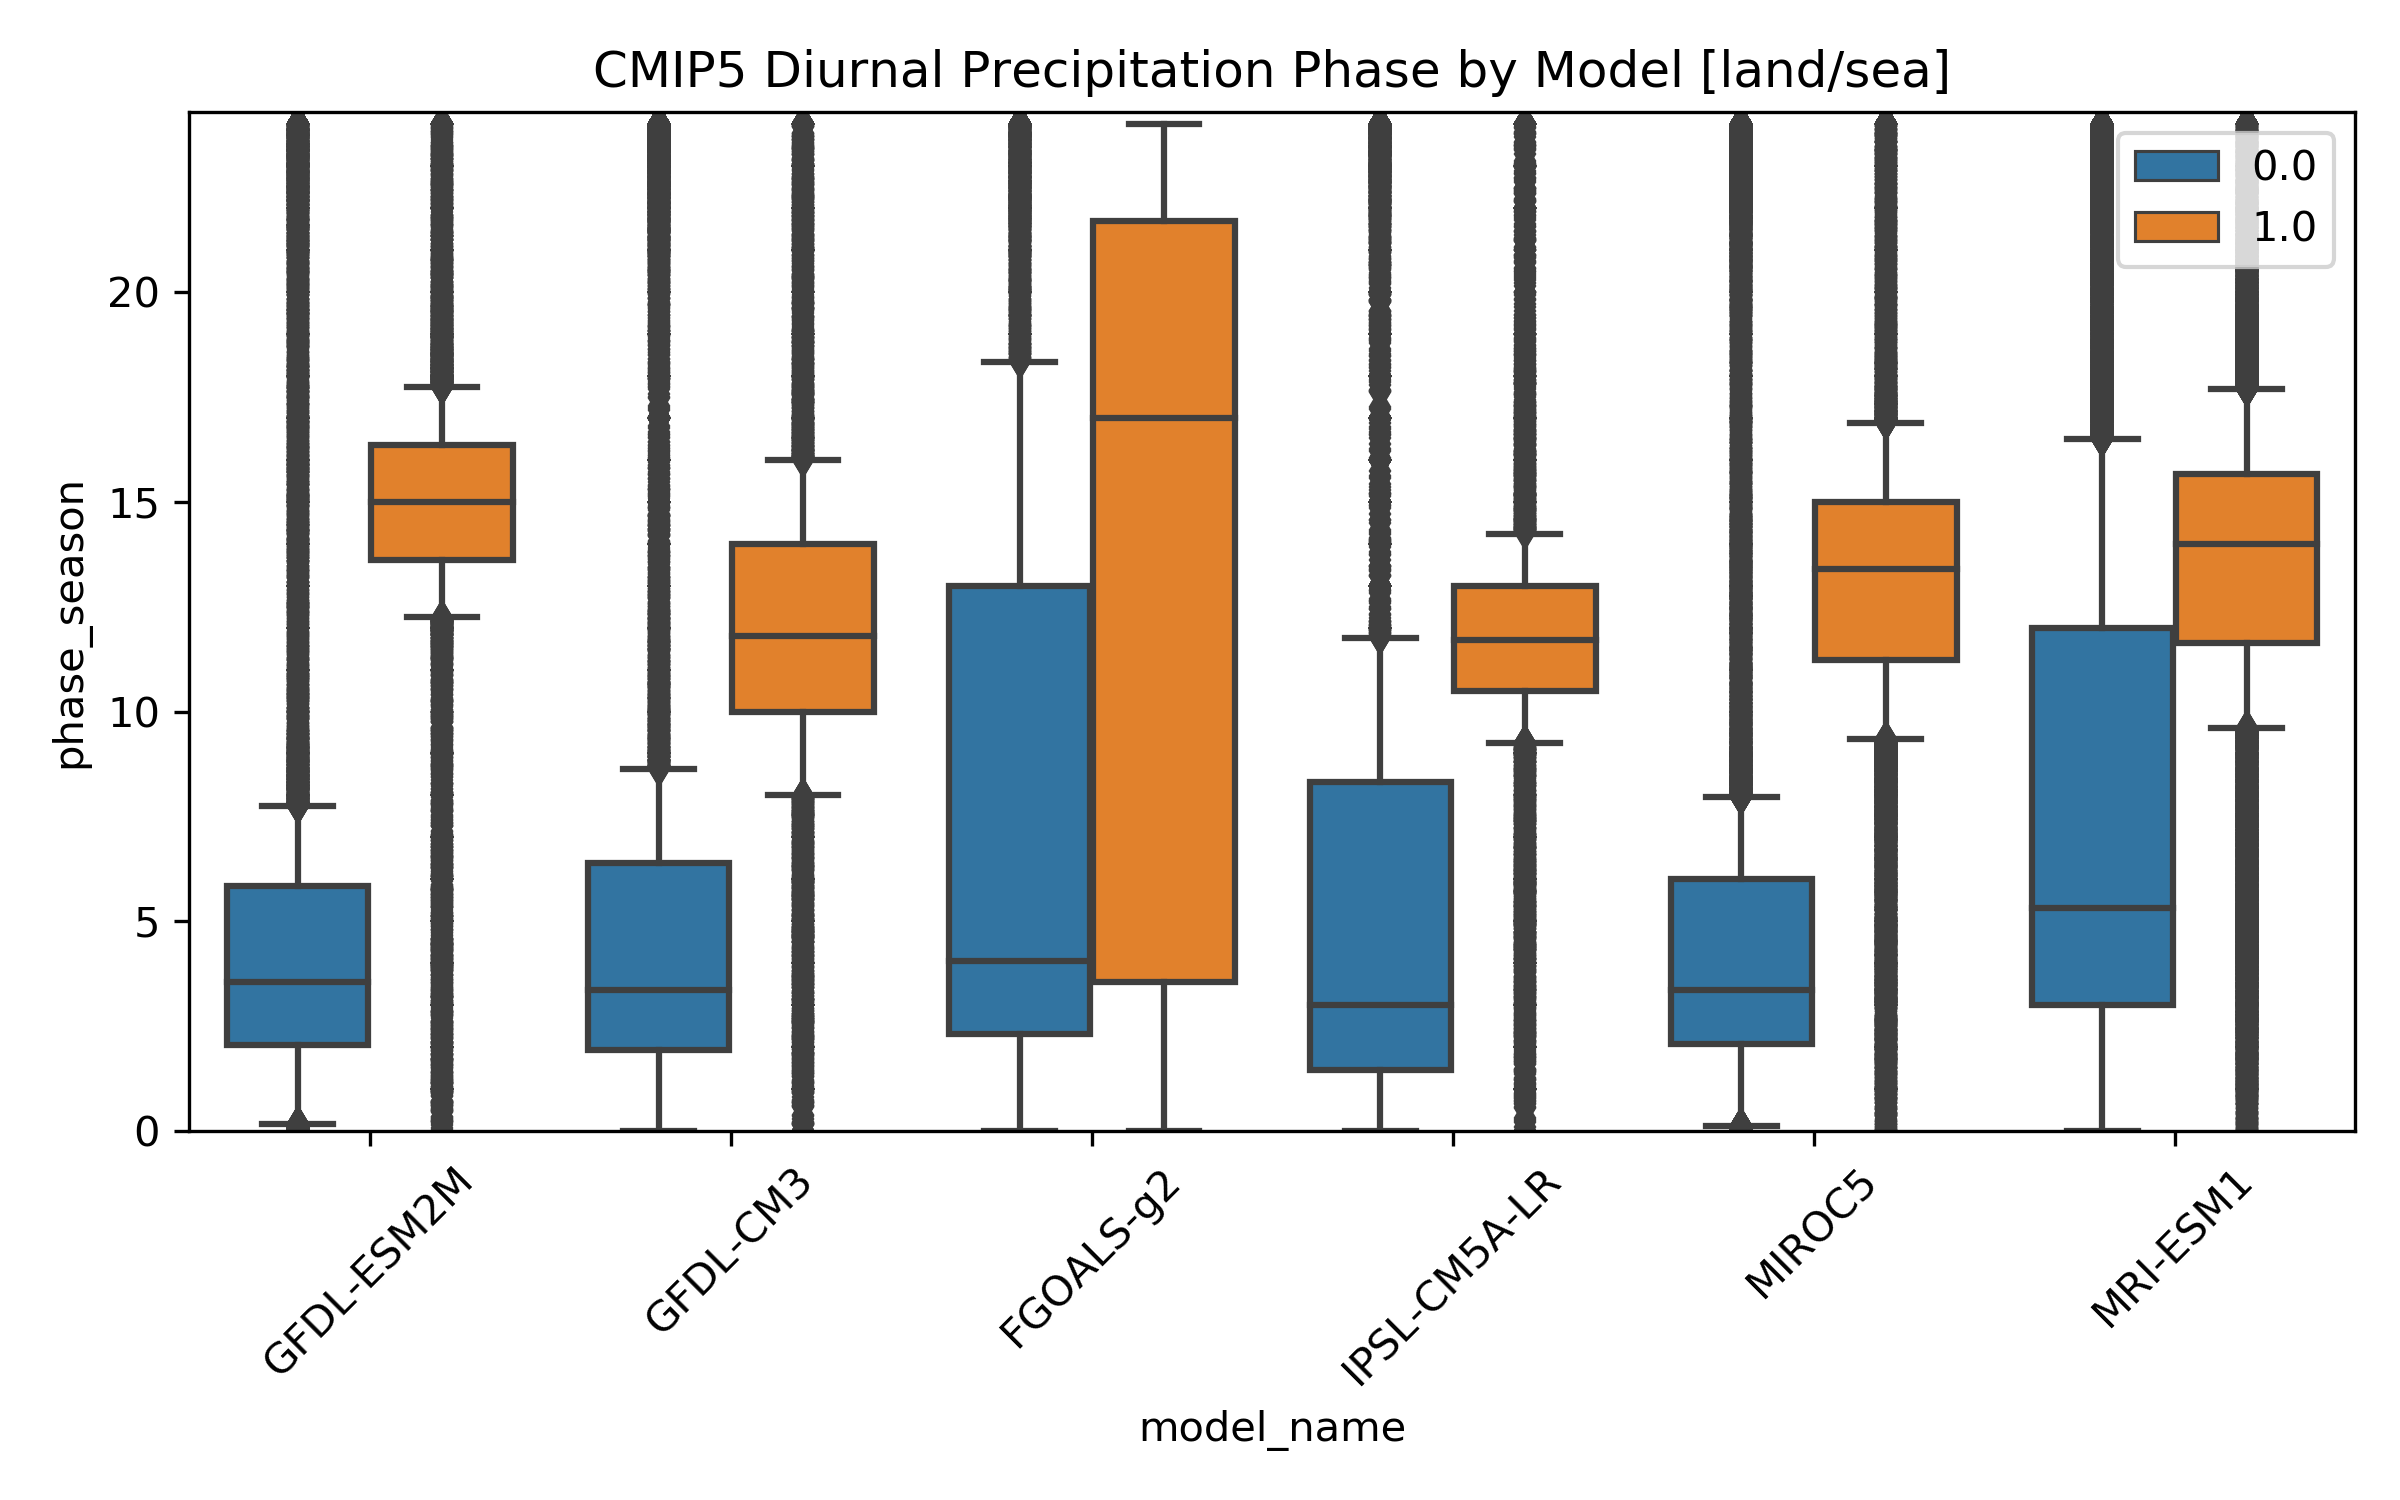 CMIP5 Diurnal Precipitation Phase by Model [land/sea]
0.0
1.0
phase_season
20
15
10
5
0
GFDL-ESM2M
GFDL-CM3
FGOALS-g2
IPSL-CM5A-LR
MIROC5
MRI-ESM1
model_name